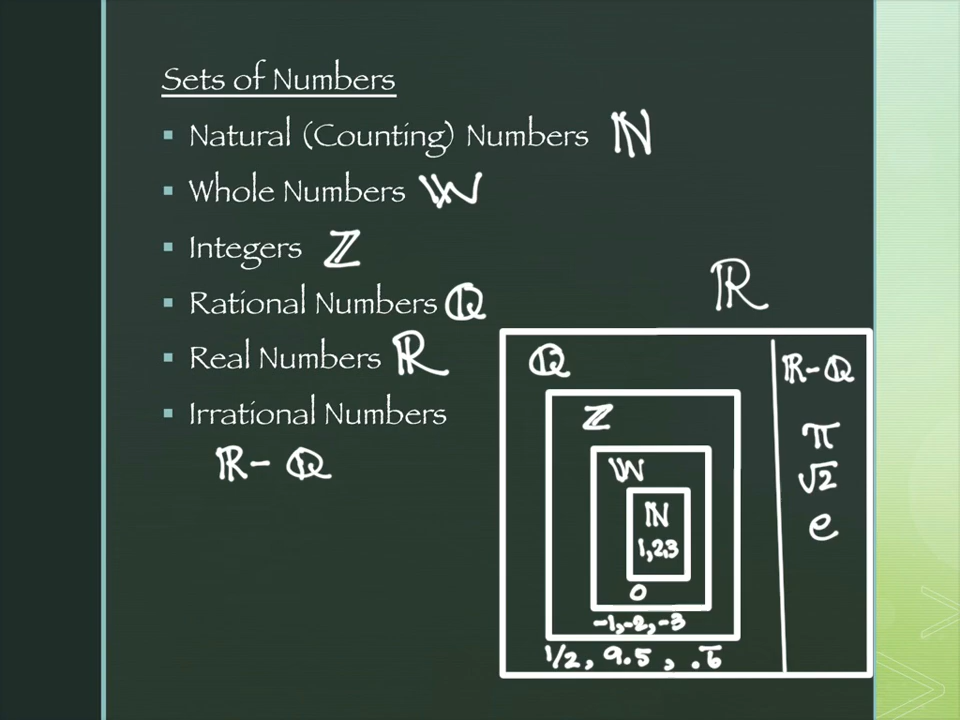 Sets of Numbers
▪ Natural (Counting) Numbers ℕ
▪ Whole Numbers 𝕎
▪ Integers ℤ
▪ Rational Numbers ℚ
▪ Real Numbers ℝ
▪ Irrational Numbers
ℝ - ℚ
ℝ
ℚ
ℤ
𝕎
ℕ
1,2,3
0
-1,-2,-3
1/2, 9.5, .6̅
ℝ-ℚ
π
√2
e